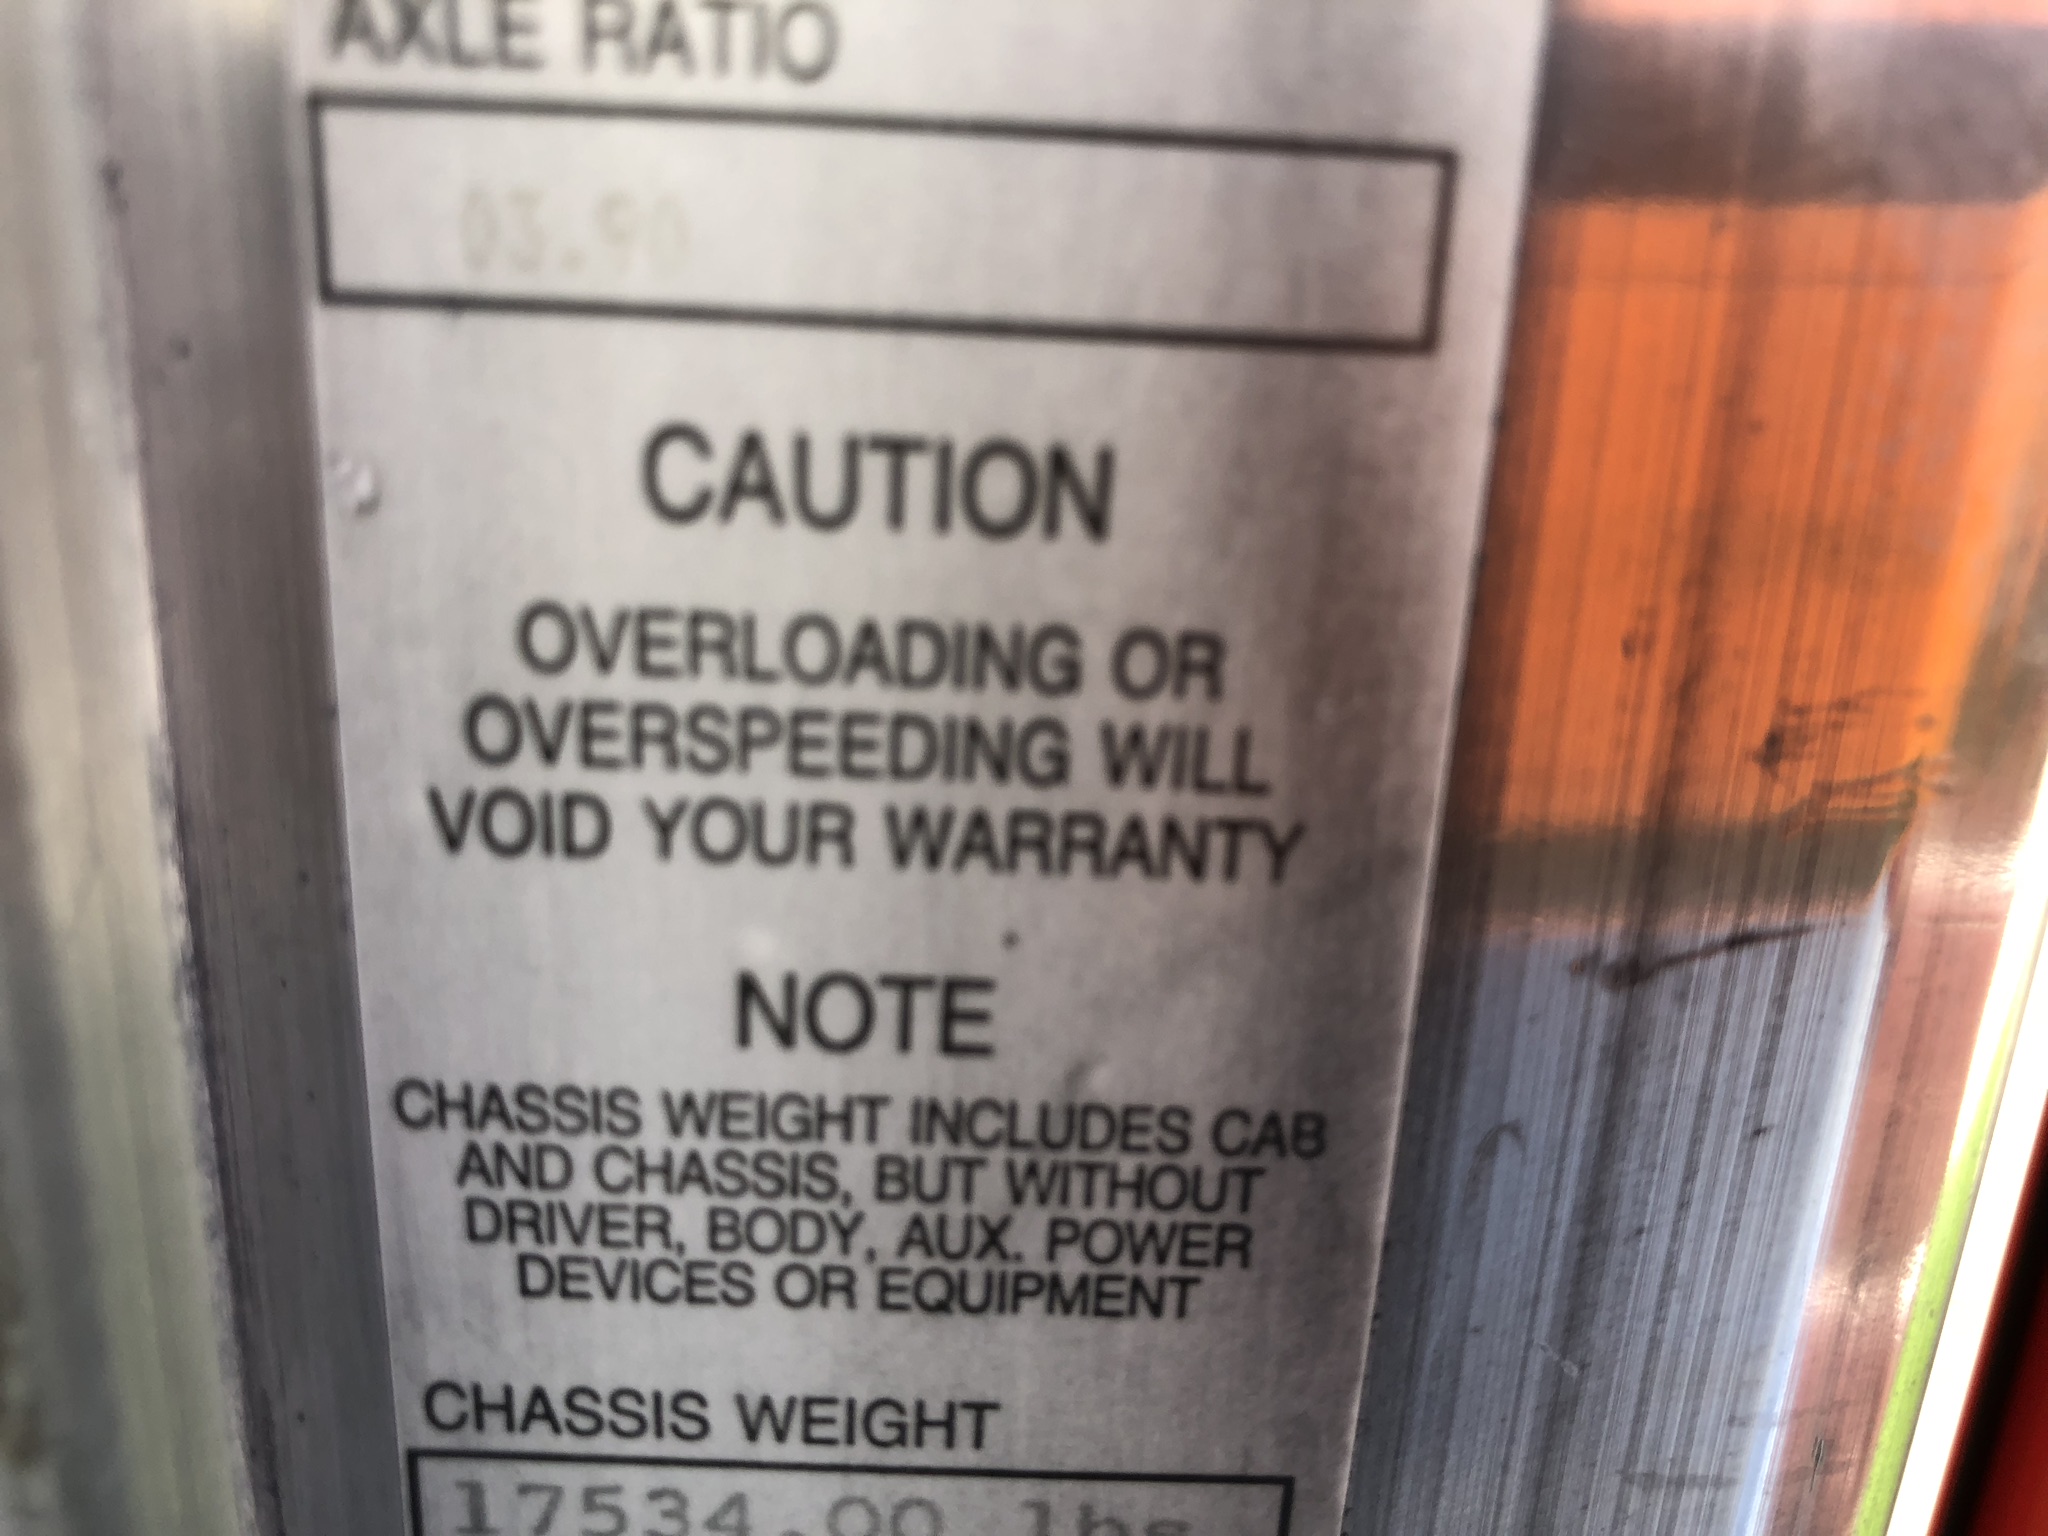 AXLE RATIO
03.90
CAUTION
OVERLOADING OR
OVERSPEEDING WILL
VOID YOUR WARRANTY
NOTE
CHASSIS WEIGHT INCLUDES CAB
AND CHASSIS, BUT WITHOUT
DRIVER, BODY, AUX. POWER
DEVICES OR EQUIPMENT
CHASSIS WEIGHT
17534.00 lbs